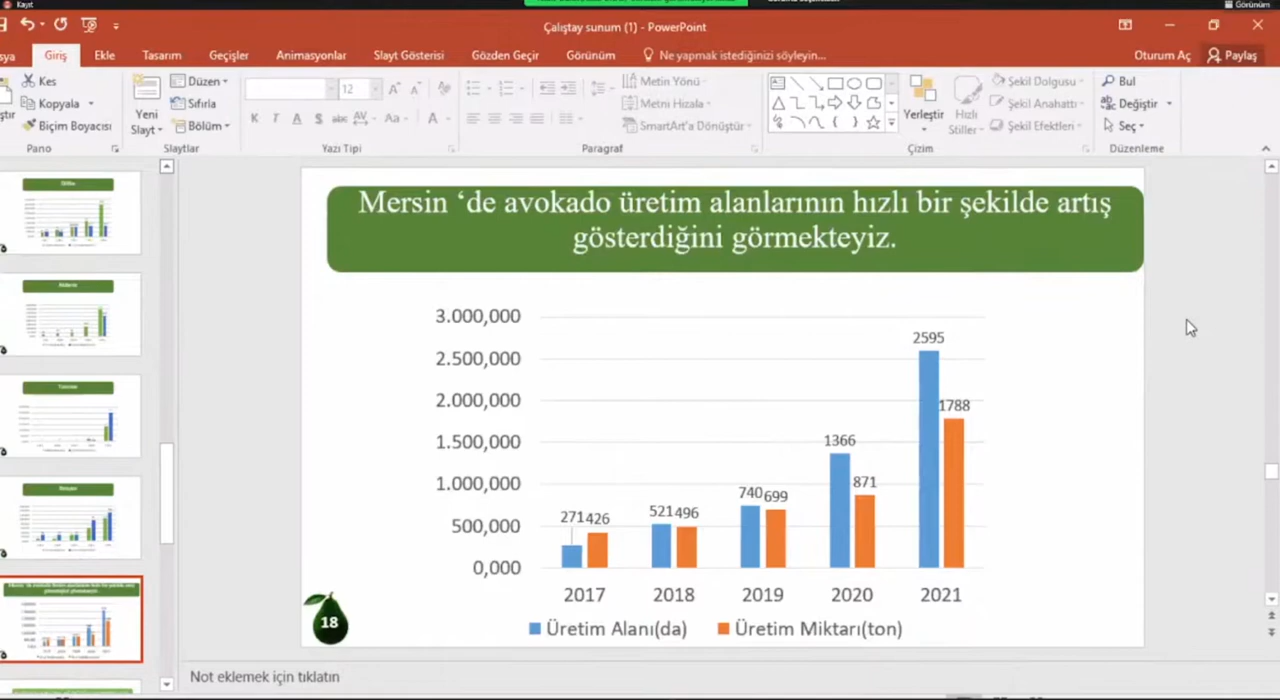 Kayıt
Görünüm
Çalıştay sunum (1) - PowerPoint
Giriş Ekle Tasarım Geçişler Animasyonlar Slayt Gösterisi Gözden Geçir Görünüm Ne yapmak istediğinizi söyleyin... Oturum Aç Paylaş
Kes
Kopyala
Biçim Boyacısı
Pano
Yeni
Slayt
Düzen
Sıfırla
Bölüm
Slaytlar
12
K T A S abc AV Aa A
Yazı Tipi
Metin Yönü
Metni Hizala
SmartArt'a Dönüştür
Paragraf
Yerleştir
Hızlı
Stiller
Şekil Dolgusu
Şekil Anahattı
Şekil Efektleri
Çizim
Bul
Değiştir
Seç
Düzenleme
Mersin ‘de avokado üretim alanlarının hızlı bir şekilde artış
gösterdiğini görmekteyiz.
3.000,000
2.500,000
2.000,000
1.500,000
1.000,000
500,000
0,000
271 426
521 496
740 699
1366 871
2595 1788
2017 2018 2019 2020 2021
Üretim Alanı(da) Üretim Miktarı(ton)
18
Not eklemek için tıklatın